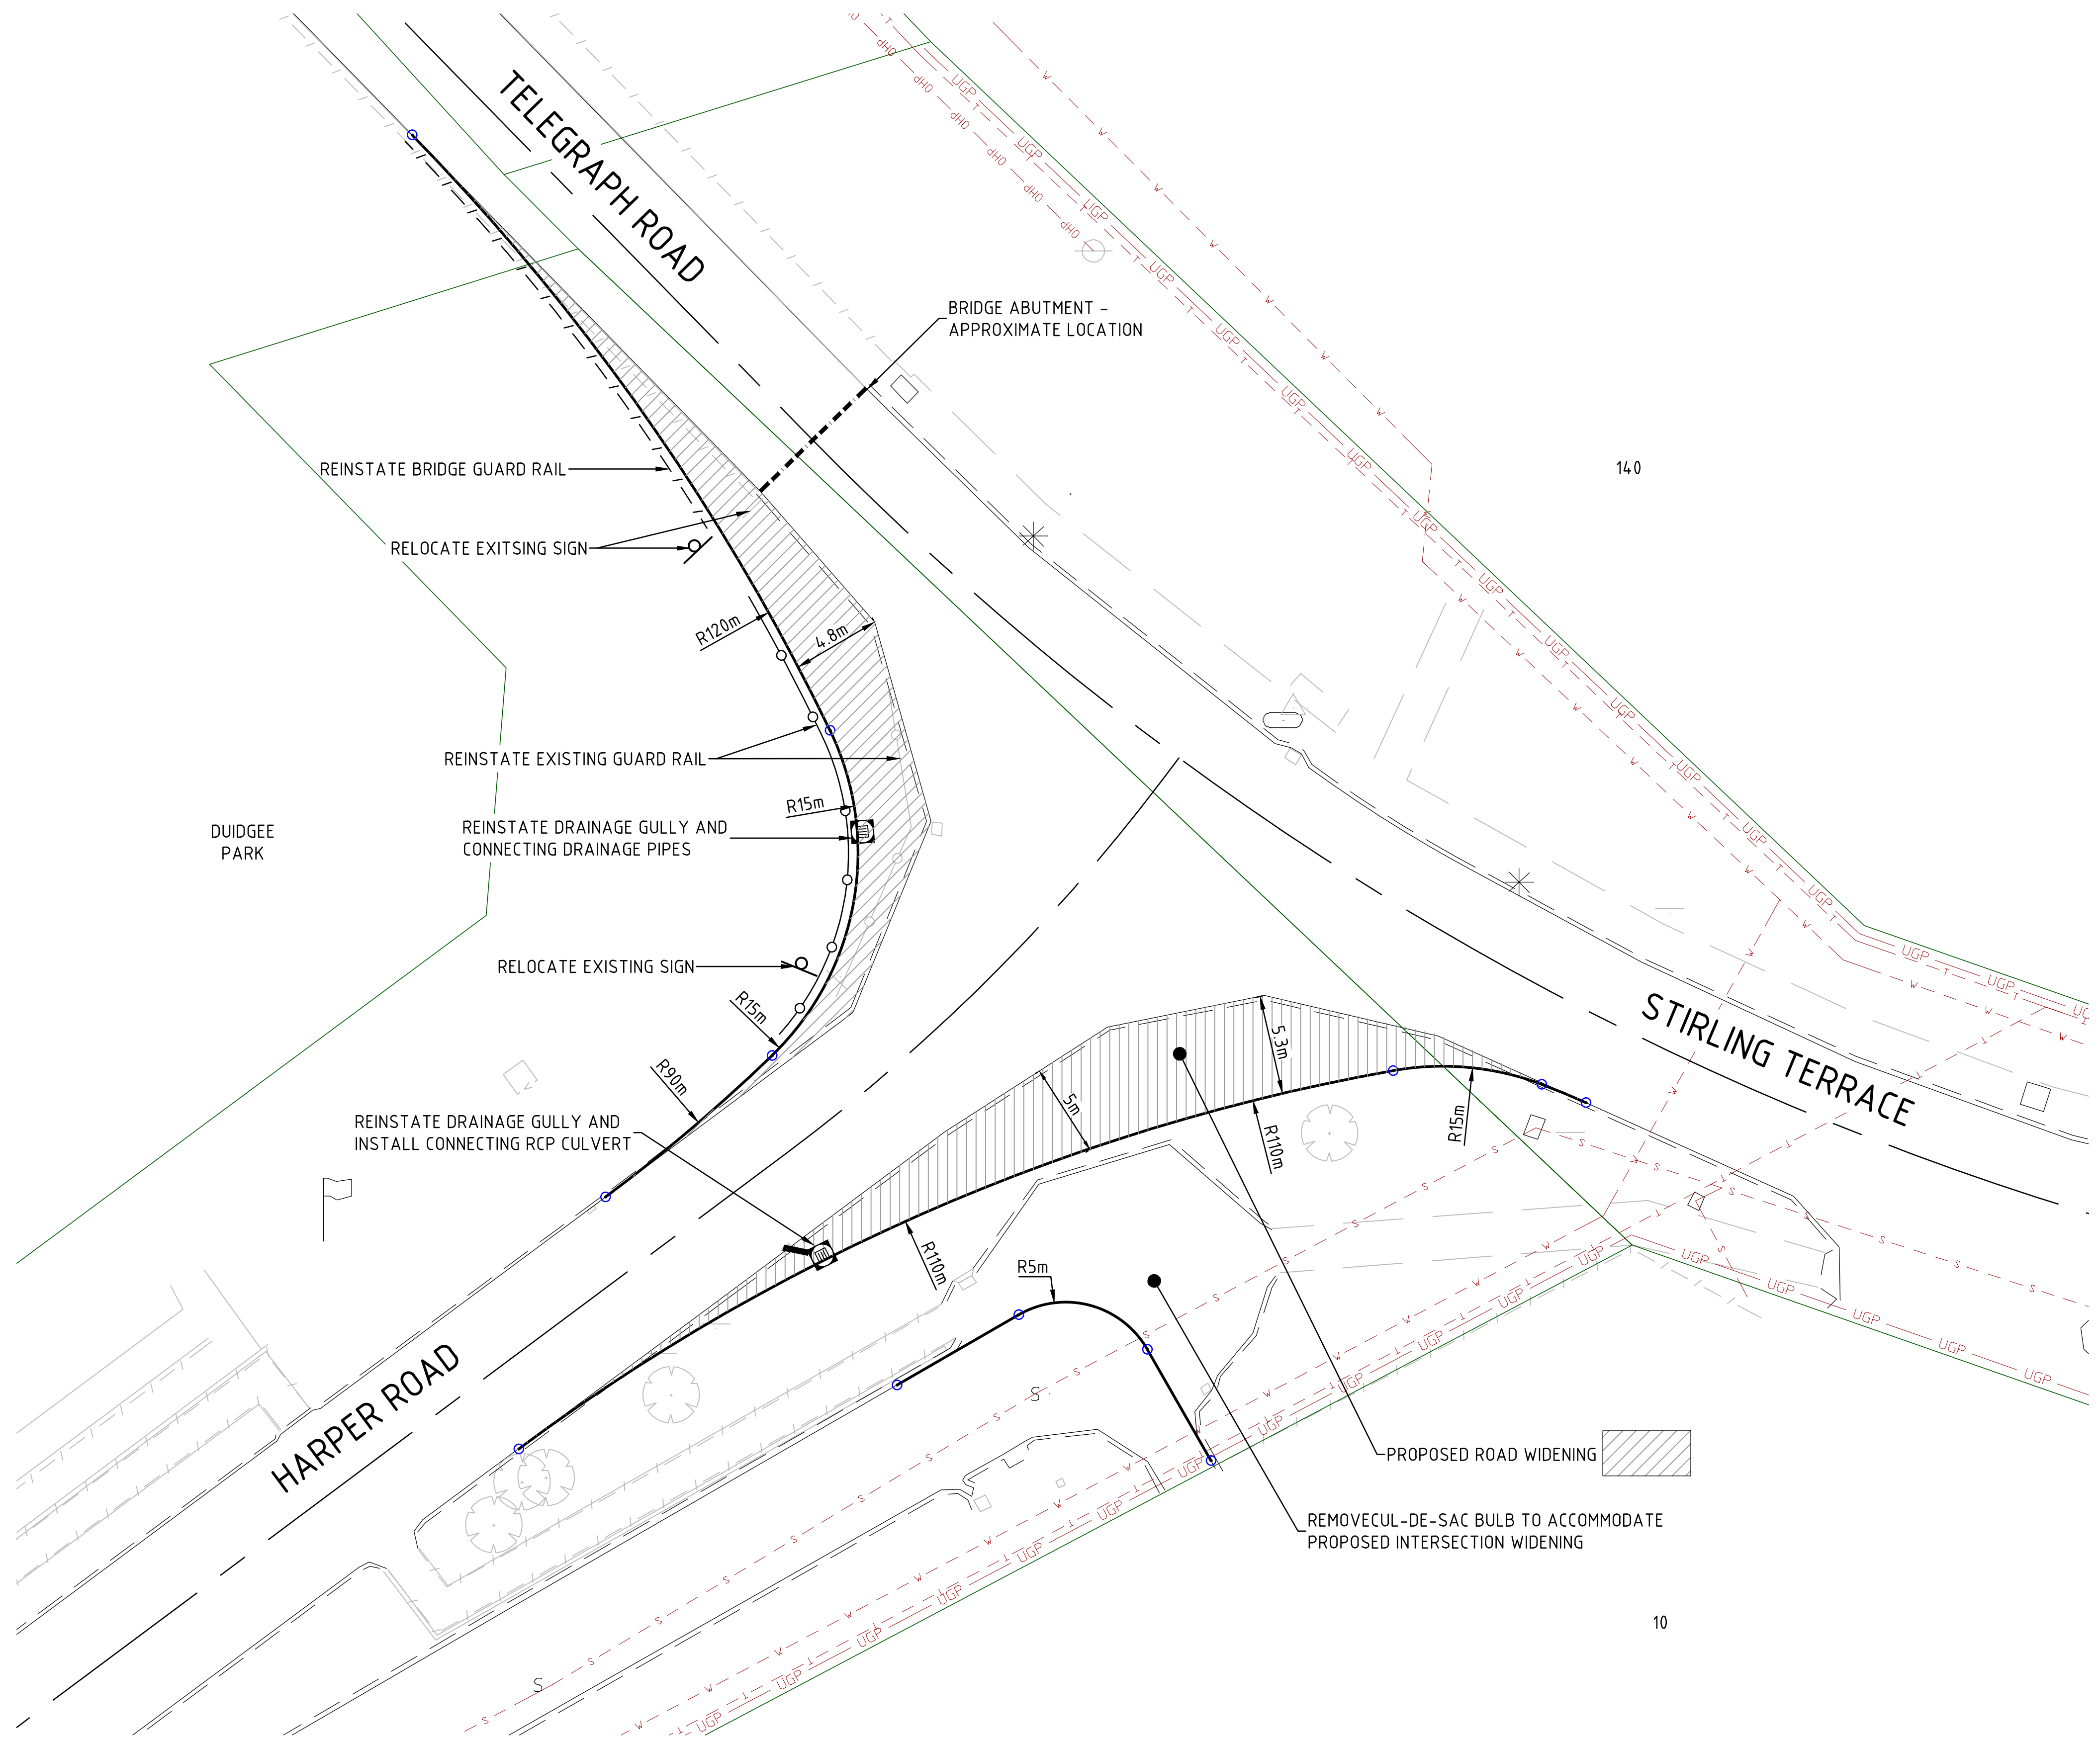 TELEGRAPH ROAD
BRIDGE ABUTMENT -
APPROXIMATE LOCATION
140
REINSTATE BRIDGE GUARD RAIL
RELOCATE EXITSING SIGN
R120m
4.8m
REINSTATE EXISTING GUARD RAIL
R15m
DUIDGEE
PARK
REINSTATE DRAINAGE GULLY AND
CONNECTING DRAINAGE PIPES
RELOCATE EXISTING SIGN
R15m
STIRLING TERRACE
5.3m
R90m
5m
REINSTATE DRAINAGE GULLY AND
INSTALL CONNECTING RCP CULVERT
R110m
R15m
R110m
R5m
HARPER ROAD
S
PROPOSED ROAD WIDENING
REMOVECUL-DE-SAC BULB TO ACCOMMODATE
PROPOSED INTERSECTION WIDENING
10
S
OHP
UGP
T
W
S